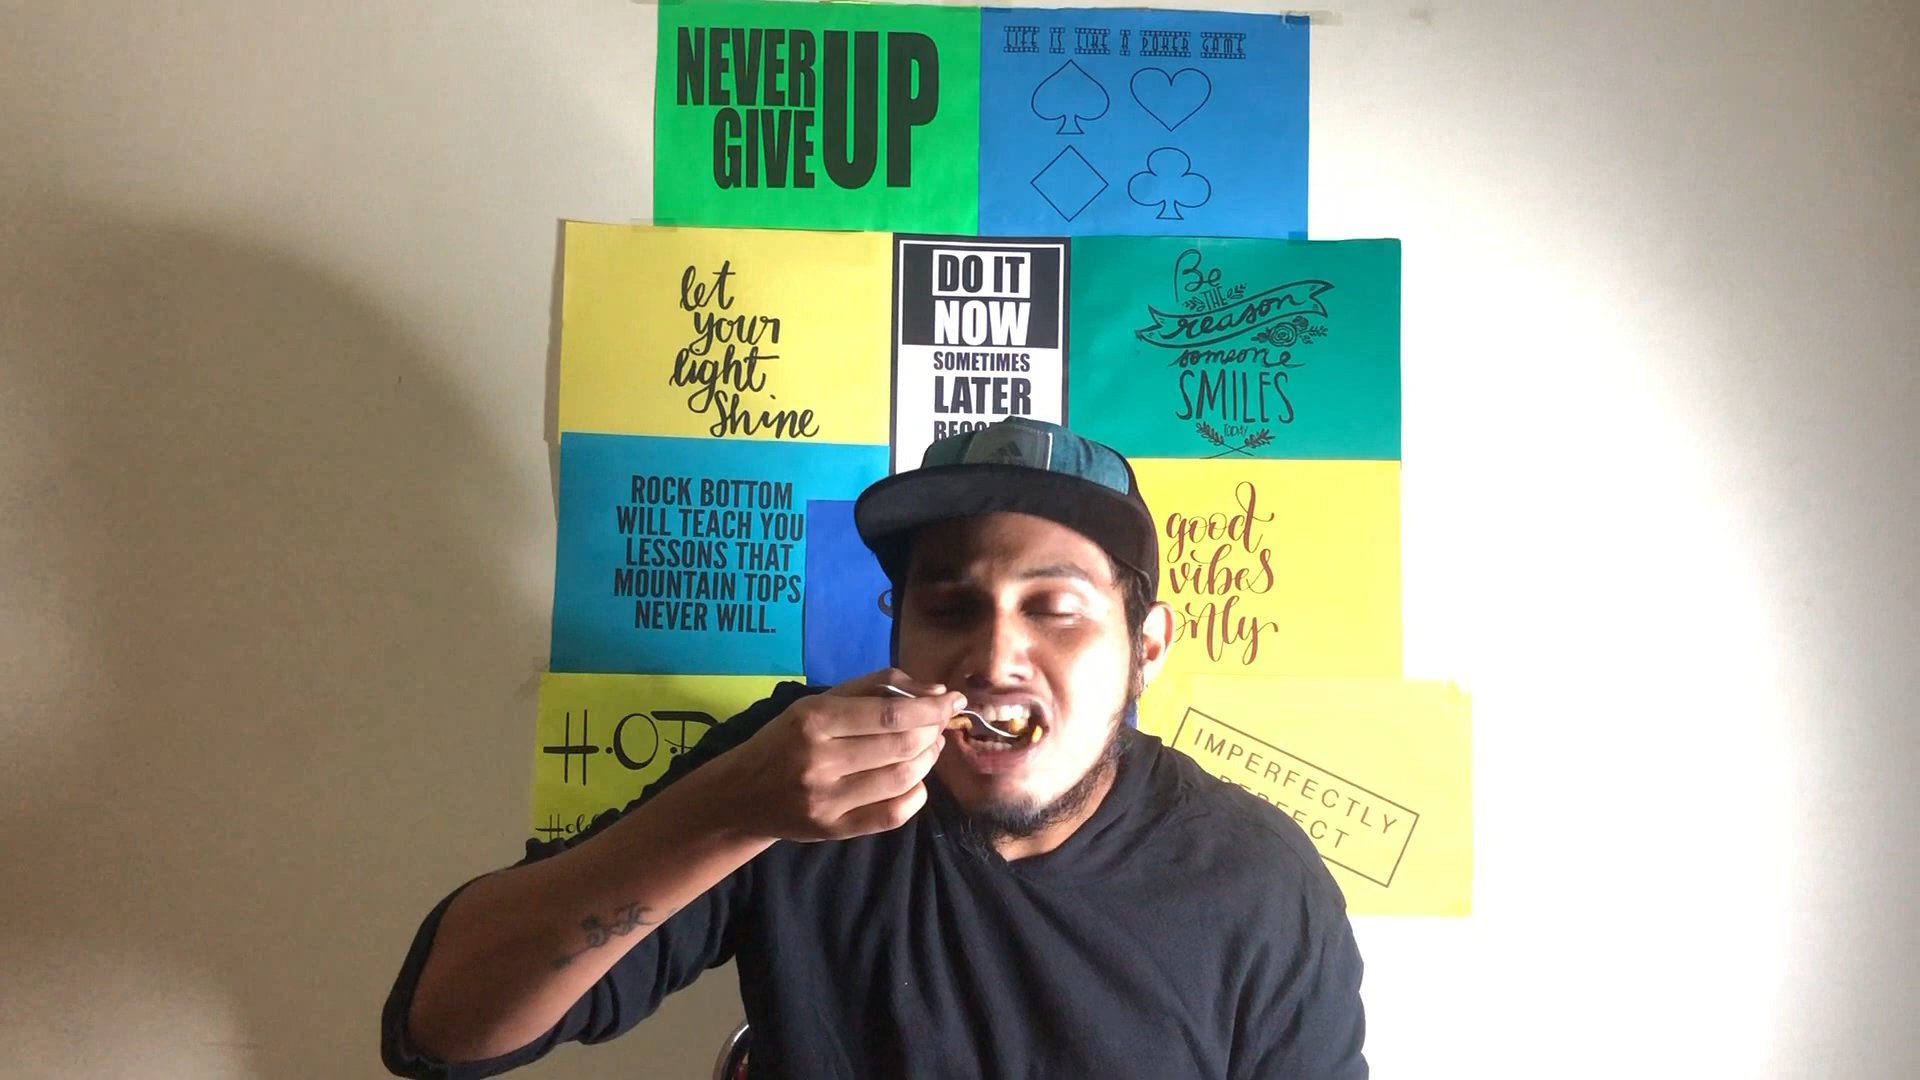 NEVER
GIVE
UP
LIFE IS LIKE A POKER GAME
let
your
light
Shine
DO IT
NOW
SOMETIMES
LATER
Be
THE
reason
someone
SMILES
TODAY
ROCK BOTTOM
WILL TEACH YOU
LESSONS THAT
MOUNTAIN TOPS
NEVER WILL.
good
vibes
only
H.O.P
IMPERFECTLY